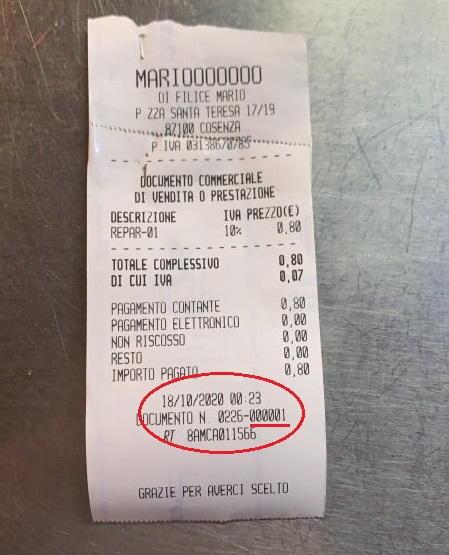 MARIOOOOOOO
DI FILICE MARIO
P.ZZA SANTA TERESA 17/19
87100 COSENZA
P IVA 03138670785
DOCUMENTO COMMERCIALE
DI VENDITA O PRESTAZIONE
DESCRIZIONE IVA PREZZO(€)
REPAR-01 10% 0,80
TOTALE COMPLESSIVO 0,80
DI CUI IVA 0,07
PAGAMENTO CONTANTE 0,80
PAGAMENTO ELETTRONICO 0,00
NON RISCOSSO 0,00
RESTO 0,00
IMPORTO PAGATO 0,80
18/10/2020 00:23
DOCUMENTO N. 0226-000001
RT 8AMCA011566
GRAZIE PER AVERCI SCELTO